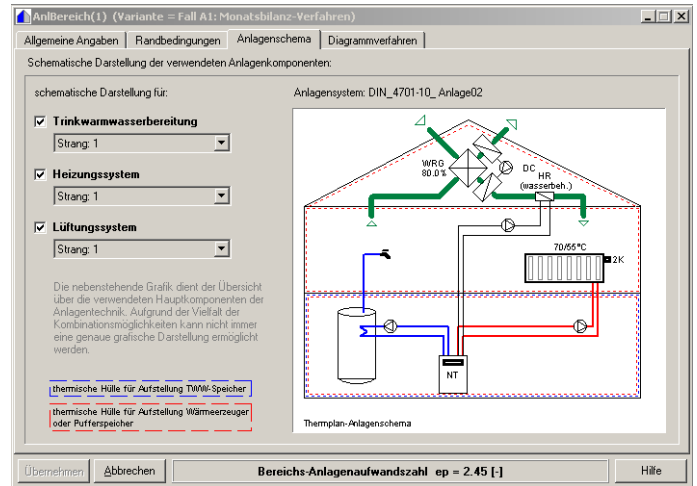 AnlBereich(1) (Variante = Fall A1: Monatsbilanz-Verfahren)
Allgemeine Angaben Randbedingungen Anlagenschema Diagrammverfahren
Schematische Darstellung der verwendeten Anlagenkomponenten:
schematische Darstellung für:
Trinkwarmwasserbereitung
Strang: 1
Heizungssystem
Strang: 1
Lüftungssystem
Strang: 1
Die nebenstehende Grafik dient der Übersicht
über die verwendeten Hauptkomponenten der
Anlagentechnik. Aufgrund der Vielfalt der
Kombinationsmöglichkeiten kann nicht immer
eine genaue grafische Darstellung ermöglicht
werden.
thermische Hülle für Aufstellung TWW-Speicher
thermische Hülle für Aufstellung Wärmeerzeuger
oder Pufferspeicher
Anlagensystem: DIN_4701-10_ Anlage02
WRG
80.0%
DC
HR
(wasserbeh.)
70/55°C
2K
NT
Thermplan-Anlagenschema
Übernehmen Abbrechen Bereichs-Anlagenaufwandszahl ep = 2.45 [-] Hilfe